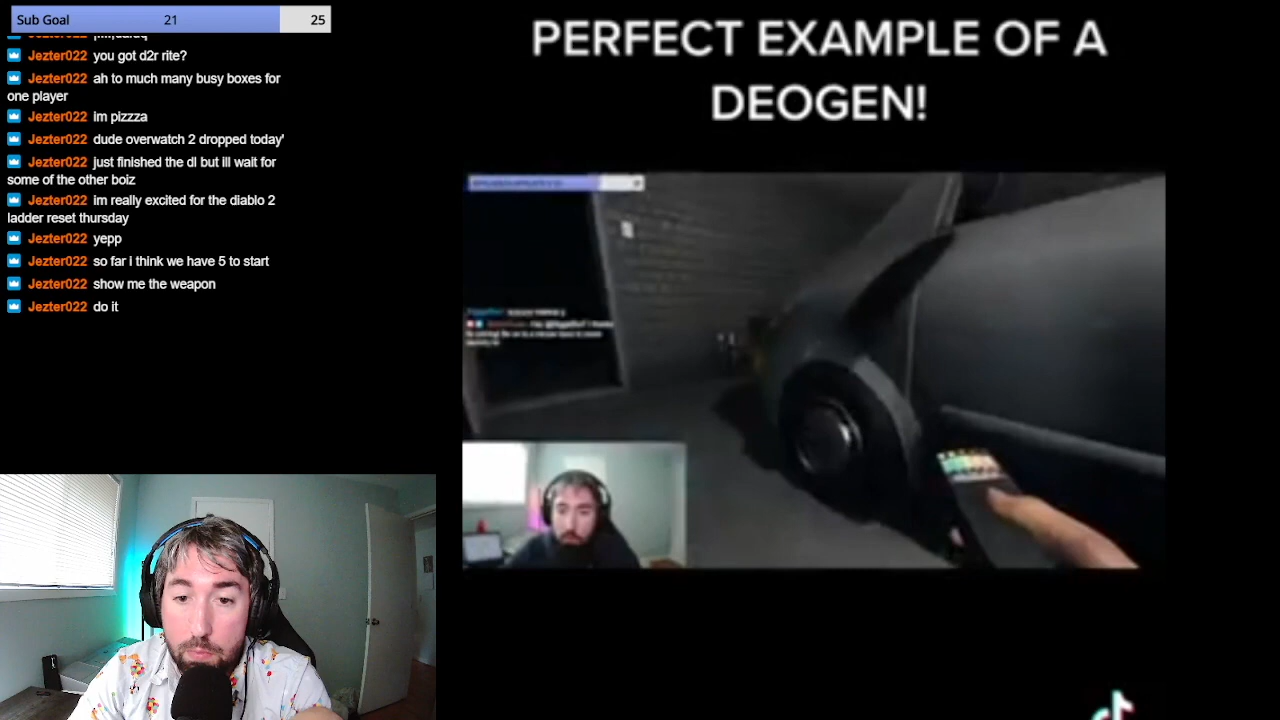 Sub Goal 21 25
Jezter022 you got d2r rite?
Jezter022 ah to much many busy boxes for
one player
Jezter022 im pizzza
Jezter022 dude overwatch 2 dropped today'
Jezter022 just finished the dl but ill wait for
some of the other boiz
Jezter022 im really excited for the diablo 2
ladder reset thursday
Jezter022 yepp
Jezter022 so far i think we have 5 to start
Jezter022 show me the weapon
Jezter022 do it
PERFECT EXAMPLE OF A
DEOGEN!